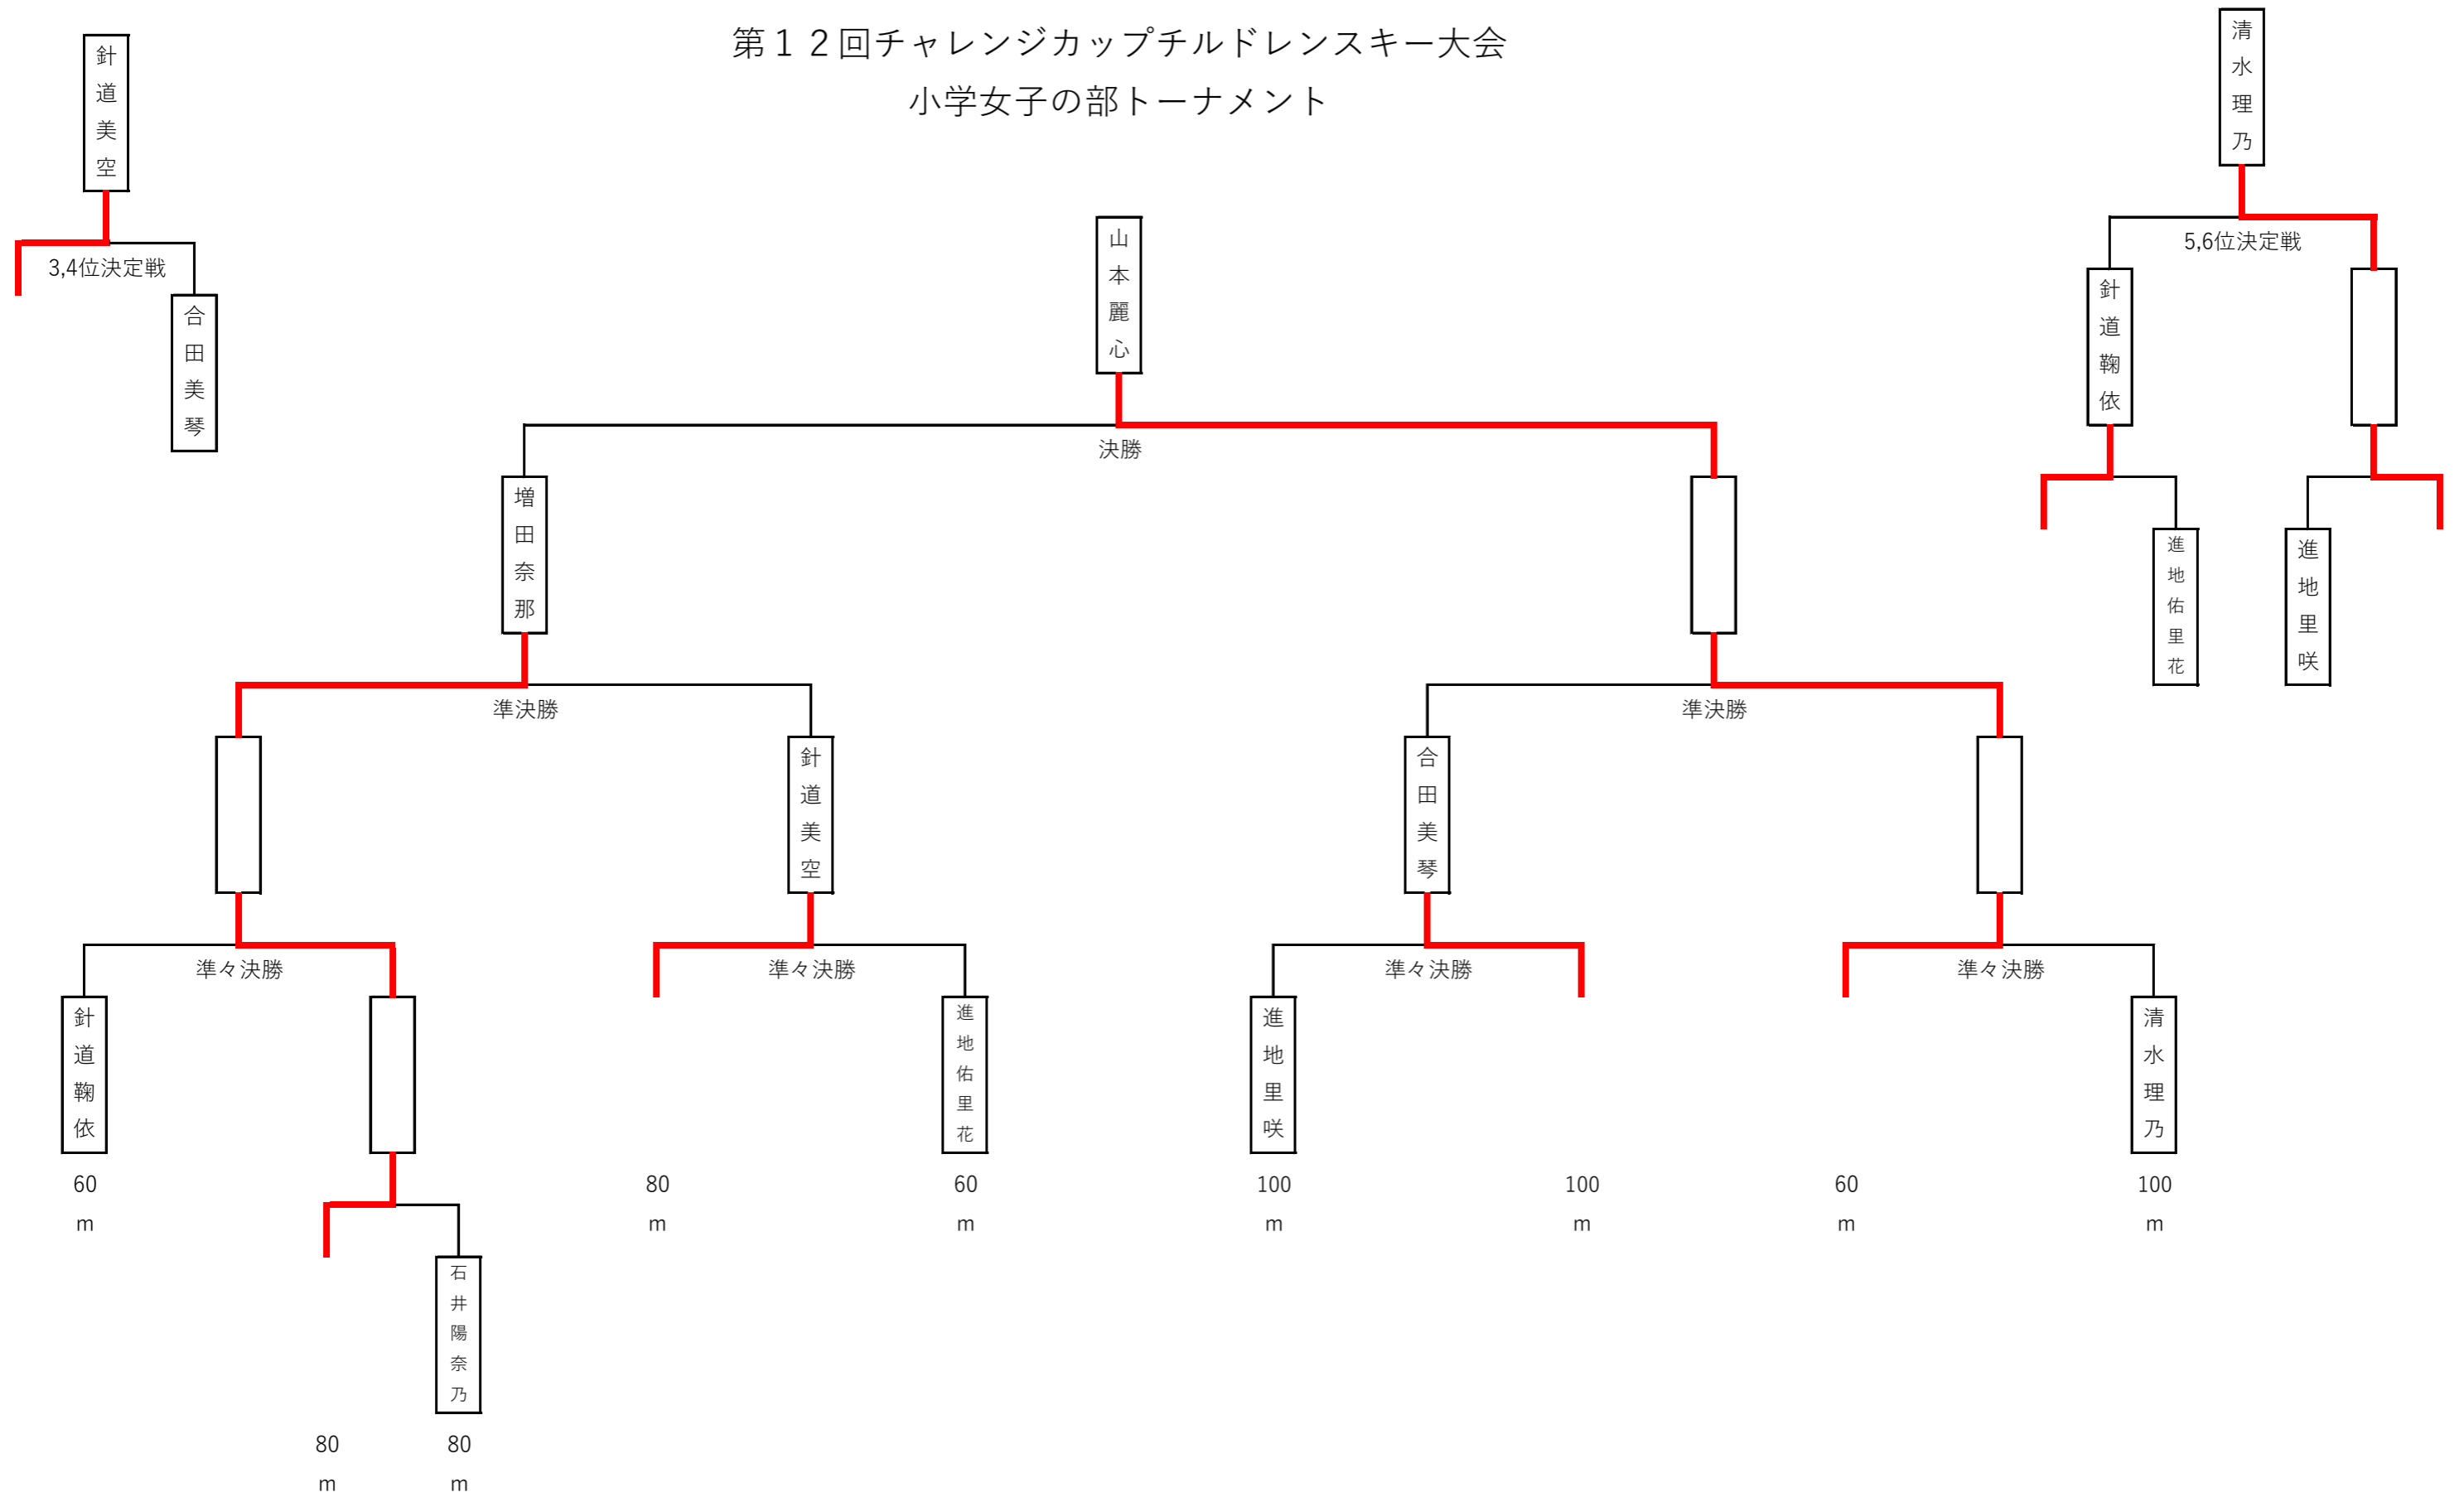 第１２回チャレンジカップチルドレンスキー大会
小学女子の部トーナメント
針道美空
3,4位決定戦
合田美琴
清水理乃
5,6位決定戦
針道鞠依
進地佑里花
進地里咲
山本麗心
決勝
増田奈那
準決勝
準決勝
針道美空
合田美琴
準々決勝
準々決勝
準々決勝
準々決勝
針道鞠依
進地佑里花
進地里咲
清水理乃
60
m
80
m
60
m
100
m
100
m
60
m
100
m
石井陽奈乃
80
m
80
m